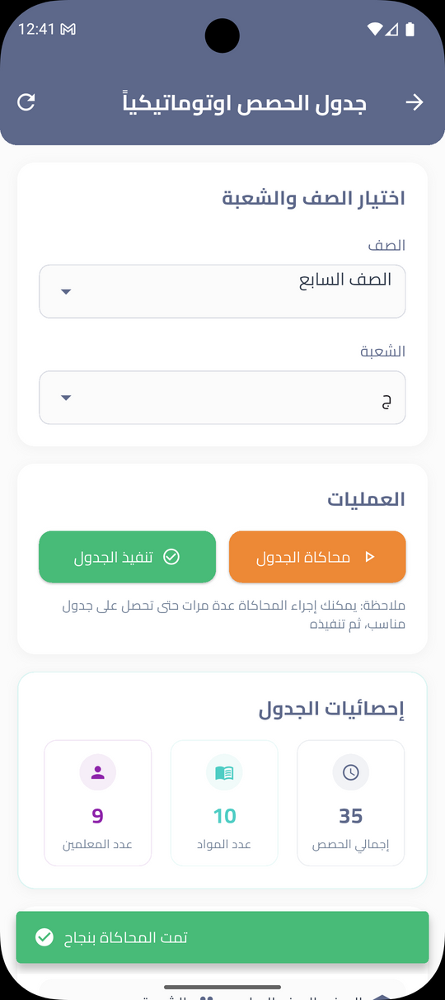 12:41
جدول الحصص اوتوماتيكياً
اختيار الصف والشعبة
الصف
الصف السابع
الشعبة
ج
العمليات
محاكاة الجدول
تنفيذ الجدول
ملاحظة: يمكنك إجراء المحاكاة عدة مرات حتى تحصل على جدول
مناسب، ثم تنفيذه
إحصائيات الجدول
35
إجمالي الحصص
10
عدد المواد
9
عدد المعلمين
تمت المحاكاة بنجاح